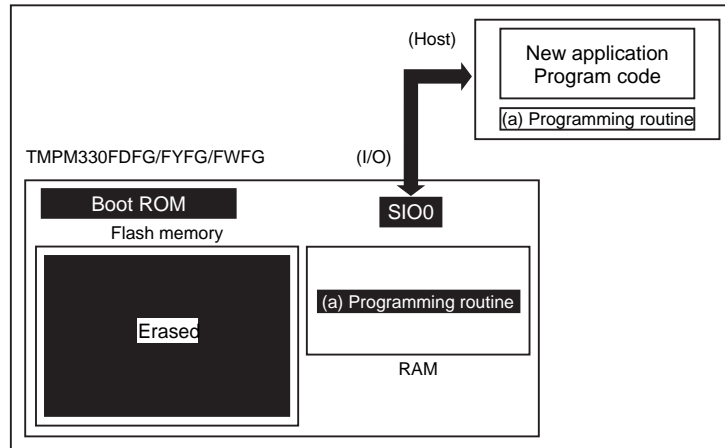 (Host)
New application
Program code
(a) Programming routine
TMPM330FDFG/FYFG/FWFG
(I/O)
Boot ROM
SIO0
Flash memory
(a) Programming routine
Erased
RAM